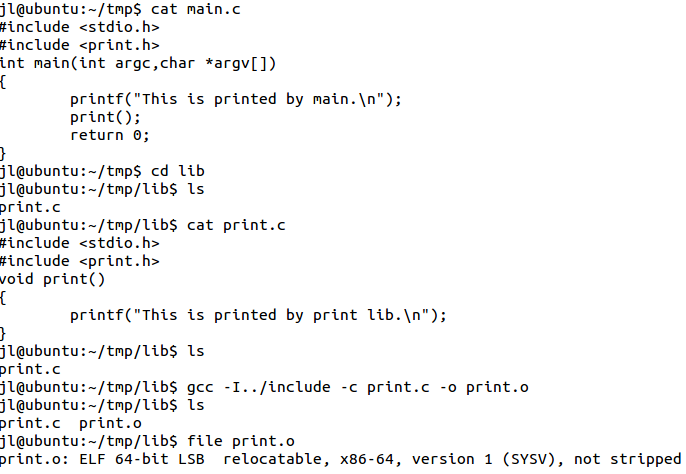 jl@ubuntu:~/tmp$ cat main.c
#include <stdio.h>
#include <print.h>
int main(int argc,char *argv[])
{
        printf("This is printed by main.\n");
        print();
        return 0;
}
jl@ubuntu:~/tmp$ cd lib
jl@ubuntu:~/tmp/lib$ ls
print.c
jl@ubuntu:~/tmp/lib$ cat print.c
#include <stdio.h>
#include <print.h>
void print()
{
        printf("This is printed by print lib.\n");
}
jl@ubuntu:~/tmp/lib$ ls
print.c
jl@ubuntu:~/tmp/lib$ gcc -I../include -c print.c -o print.o
jl@ubuntu:~/tmp/lib$ ls
print.c  print.o
jl@ubuntu:~/tmp/lib$ file print.o
print.o: ELF 64-bit LSB  relocatable, x86-64, version 1 (SYSV), not stripped